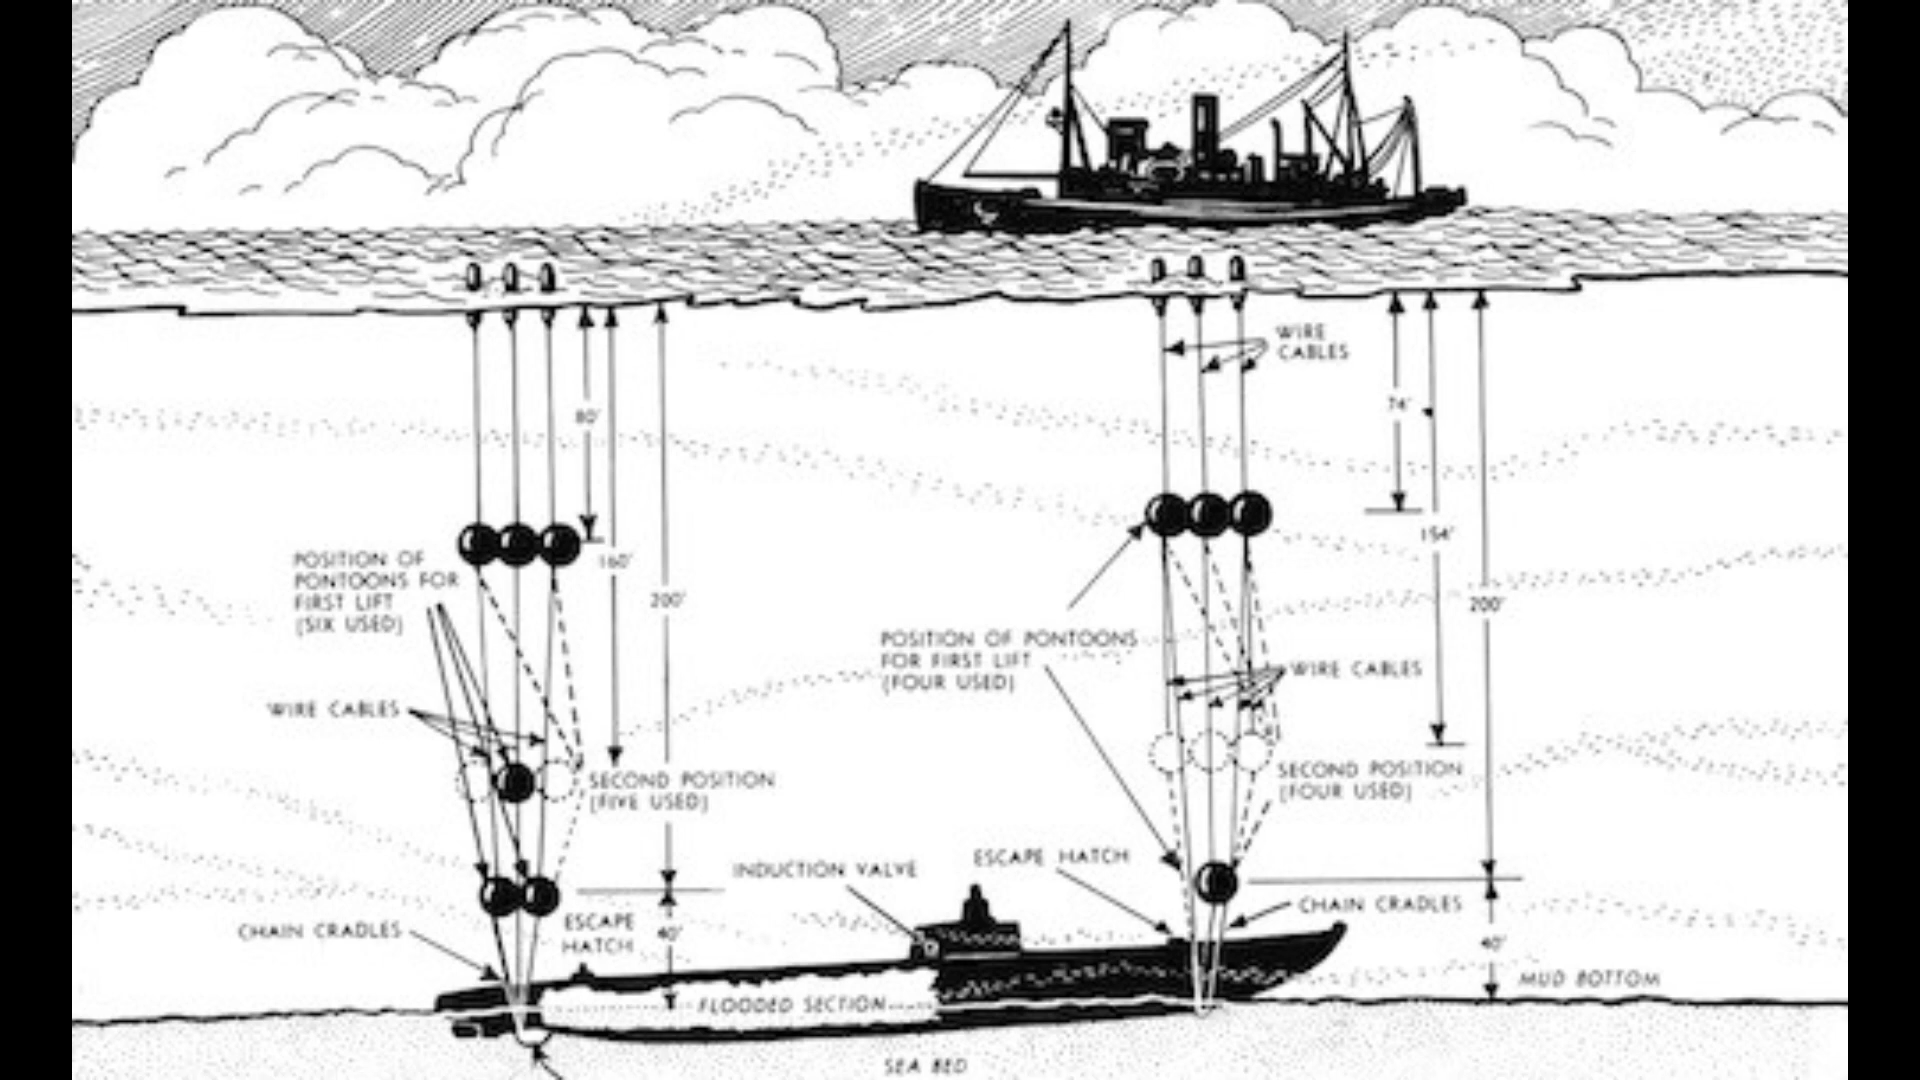 WIRE
CABLES
80'
74'
154'
160'
200'
200'
POSITION OF
PONTOONS FOR
FIRST LIFT
(SIX USED)
POSITION OF PONTOONS
FOR FIRST LIFT
(FOUR USED)
WIRE CABLES
WIRE CABLES
SECOND POSITION
(FIVE USED)
SECOND POSITION
(FOUR USED)
INDUCTION VALVE
ESCAPE HATCH
CHAIN CRADLES
CHAIN CRADLES
ESCAPE
HATCH
40'
40'
MUD BOTTOM
FLOODED SECTION
SEA BED